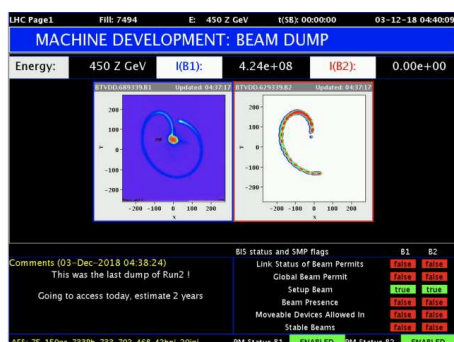 LHC Page1 Fill: 7494 E: 450 Z GeV t(SB): 00:00:00 03-12-18 04:40:09
MACHINE DEVELOPMENT: BEAM DUMP
Energy: 450 Z GeV I(B1): 4.24e+08 I(B2): 0.00e+00
BTVDD.689339.B1 Updated: 04:37:17 BTVDD.629339.B2 Updated: 04:37:17
200 200
100 100
0 0
-100 -100
-200 -200
-200 -100 0 100 200 -200 -100 0 100 200
x x
BIS status and SMP flags B1 B2
Comments (03-Dec-2018 04:38:24)
This was the last dump of Run2 !
Going to access today, estimate 2 years
Link Status of Beam Permits false false
Global Beam Permit false false
Setup Beam true true
Beam Presence false false
Moveable Devices Allowed In false false
Stable Beams false false
PM Status B1 ENABLED PM Status B2 ENABLED